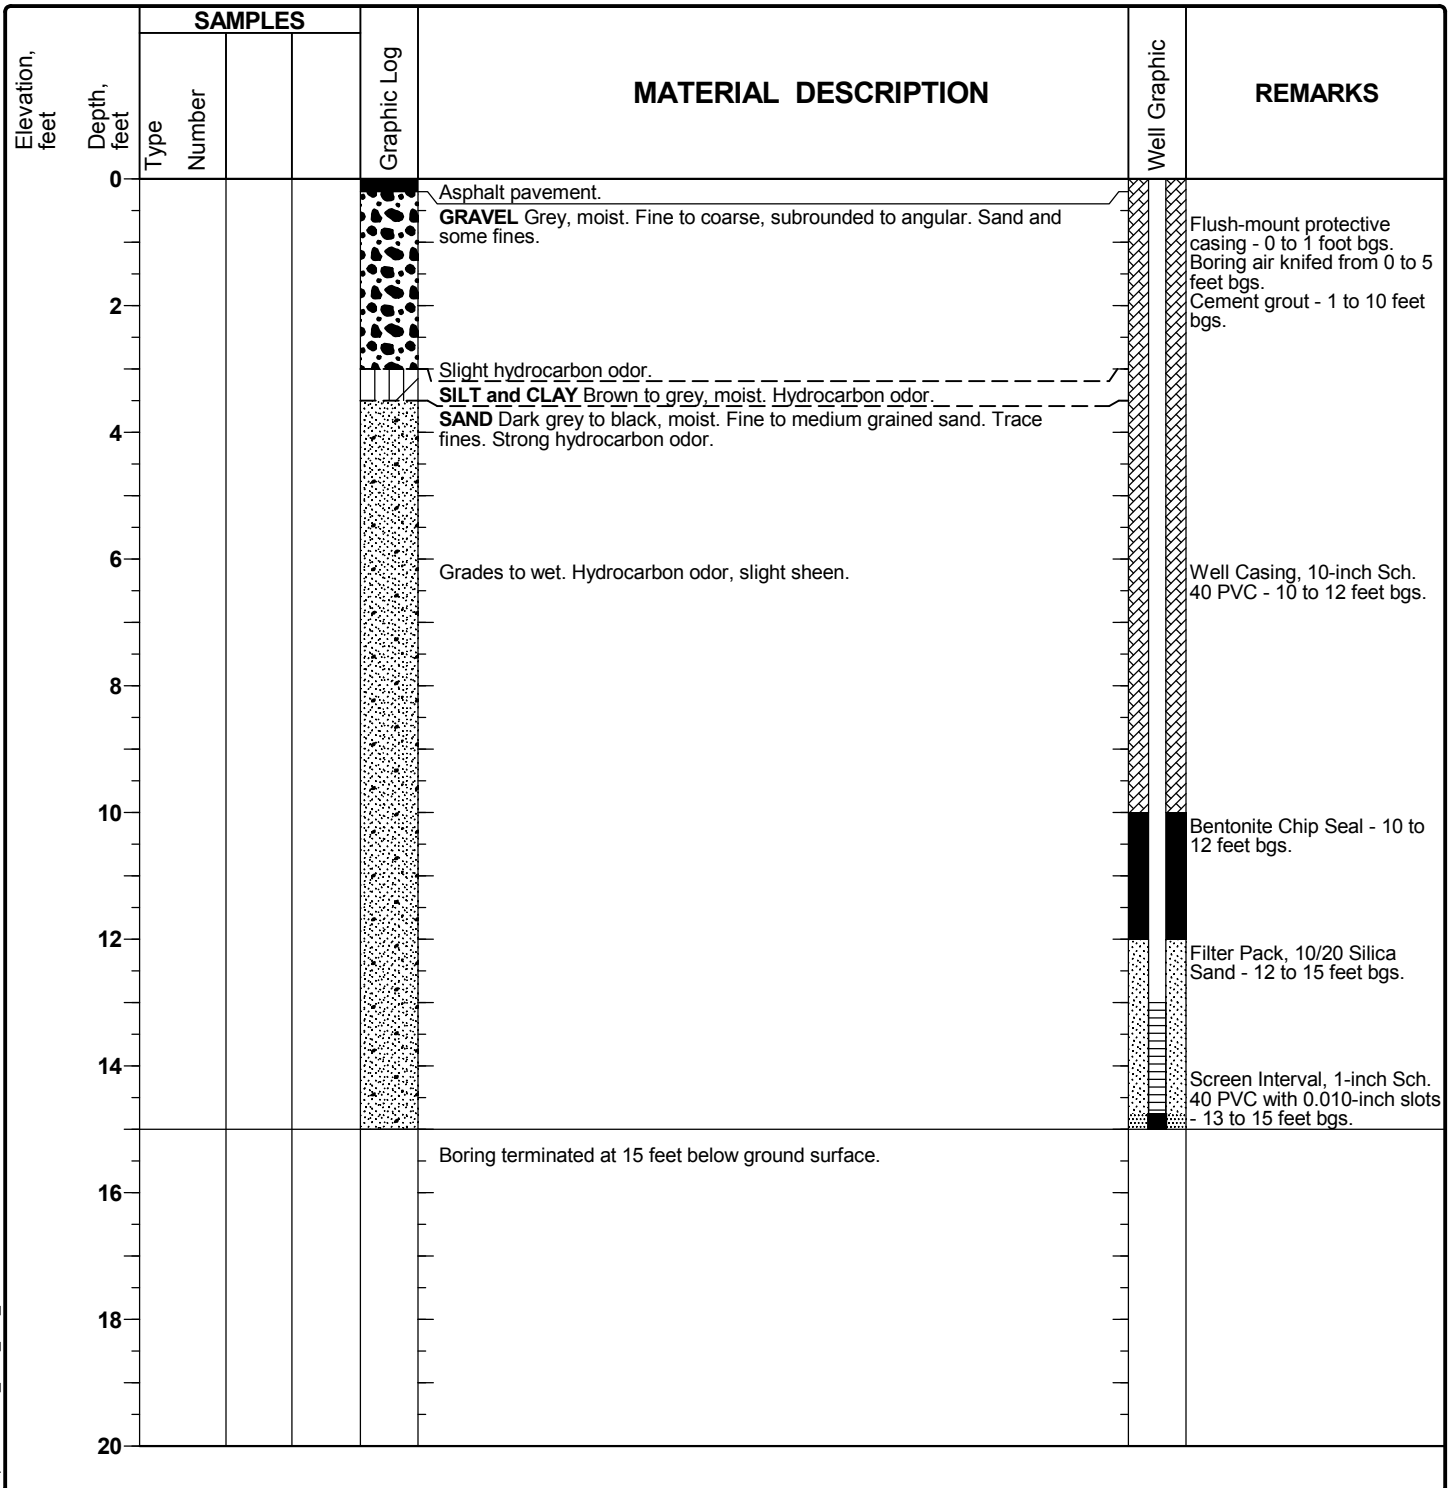 SAMPLES
Elevation,
feet
Depth,
feet
Type
Number
Graphic Log
MATERIAL DESCRIPTION
Well Graphic
REMARKS
0
Asphalt pavement.
GRAVEL Grey, moist. Fine to coarse, subrounded to angular. Sand and
some fines.
Flush-mount protective
casing - 0 to 1 foot bgs.
Boring air knifed from 0 to 5
feet bgs.
Cement grout - 1 to 10 feet
bgs.
2
Slight hydrocarbon odor.
SILT and CLAY Brown to grey, moist. Hydrocarbon odor.
SAND Dark grey to black, moist. Fine to medium grained sand. Trace
fines. Strong hydrocarbon odor.
4
6
Grades to wet. Hydrocarbon odor, slight sheen.
Well Casing, 10-inch Sch.
40 PVC - 10 to 12 feet bgs.
8
10
Bentonite Chip Seal - 10 to
12 feet bgs.
12
Filter Pack, 10/20 Silica
Sand - 12 to 15 feet bgs.
14
Screen Interval, 1-inch Sch.
40 PVC with 0.010-inch slots
- 13 to 15 feet bgs.
Boring terminated at 15 feet below ground surface.
16
18
20